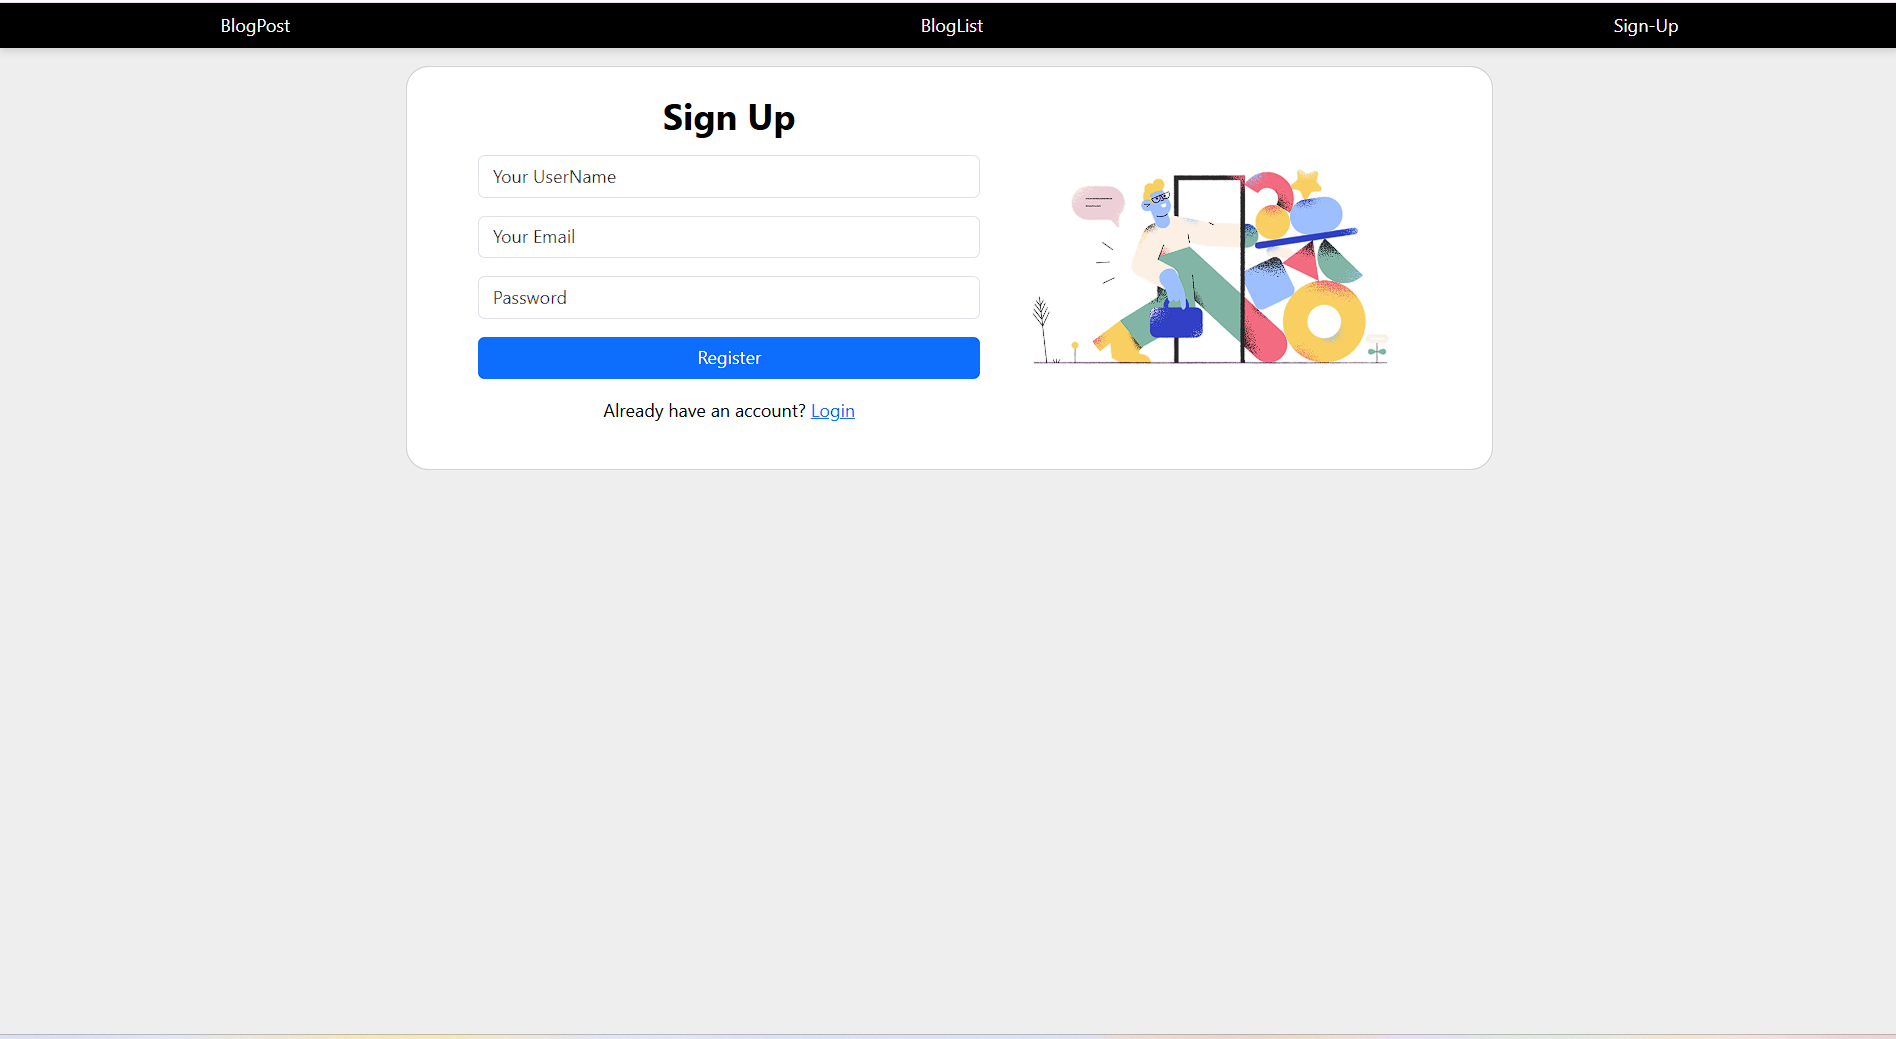 BlogPost BlogList Sign-Up
Sign Up
Your UserName
Your Email
Password
Register
Already have an account? Login